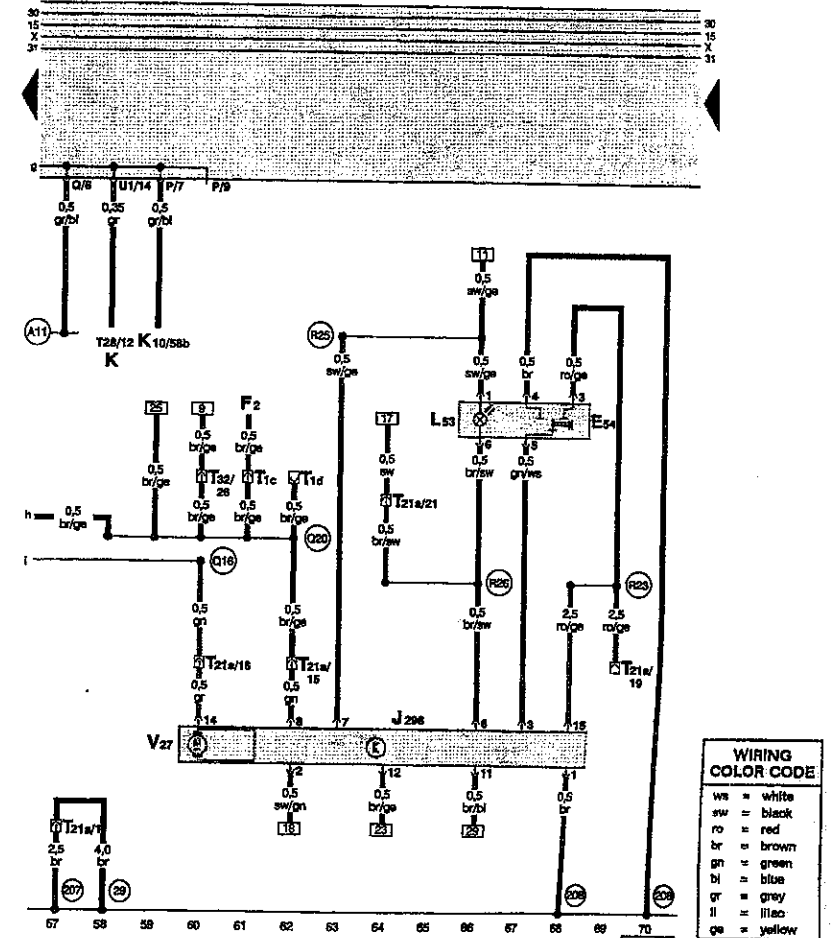 30
15
X
31
30
15
X
31
g
Q/6 U1/14 P/7 P/9
0,5 0,35 0,5
gr/bl gr gr/bl
A11
T28/12 K 10/58b
K
11
0,5
sw/ge
R25
0,5 0,5 0,5 0,5
sw/ge sw/ge br ro/ge
1 4 3
25 9 F2
17
L53 E54
6 5
0,5 0,5
br/ge br/ge
0,5
br/ge
T32/26 T1c T1d
0,5
sw
0,5 0,5
br/sw gn/ws
T21a/21
0,5 0,5 0,5
br/ge br/ge br/ge
0,5
br/sw
h 0,5
br/ge
Q20
i
Q16
R26 R23
0,5 0,5
gn br/ge
0,5
br/sw
2,5 2,5
ro/ge ro/ge
T21a/16 T21a/15
T21a/19
0,5 0,5
gr gn
14 8 7 J298 6 3 15
V27
K
2 12 11 1
0,5 0,5 0,5 0,5
sw/gn br/ge br/bl br
18 23 29
T21a/1
2,5 4,0
br br
207 29 208 208
57 58 59 60 61 62 63 64 65 66 67 68 69 70
WIRING
COLOR CODE
ws = white
sw = black
ro = red
br = brown
gn = green
bl = blue
gr = grey
li = lilac
ge = yellow